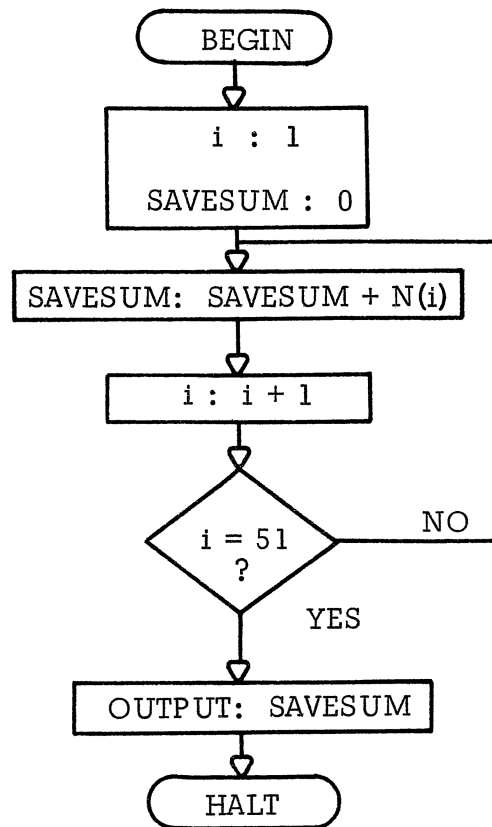 BEGIN
i : 1
SAVESUM : 0
SAVESUM: SAVESUM + N(i)
i : i + 1
i = 51
?
NO
YES
OUTPUT: SAVESUM
HALT